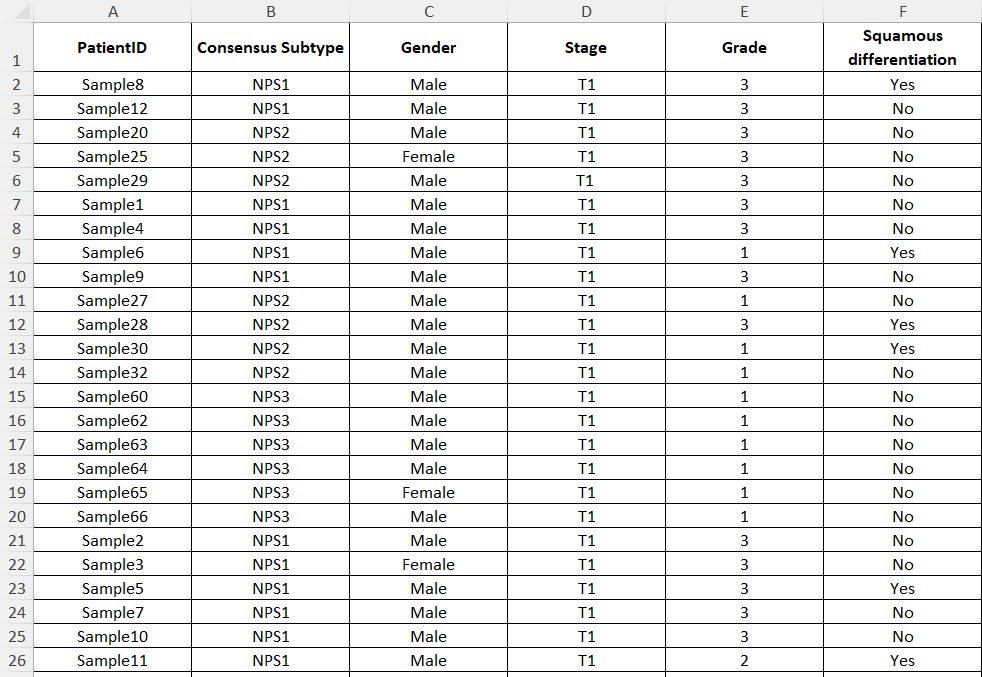 A B C D E F
1 PatientID Consensus Subtype Gender Stage Grade Squamous differentiation
2 Sample8 NPS1 Male T1 3 Yes
3 Sample12 NPS1 Male T1 3 No
4 Sample20 NPS2 Male T1 3 No
5 Sample25 NPS2 Female T1 3 No
6 Sample29 NPS2 Male T1 3 No
7 Sample1 NPS1 Male T1 3 No
8 Sample4 NPS1 Male T1 3 No
9 Sample6 NPS1 Male T1 1 Yes
10 Sample9 NPS1 Male T1 3 No
11 Sample27 NPS2 Male T1 1 No
12 Sample28 NPS2 Male T1 3 Yes
13 Sample30 NPS2 Male T1 1 Yes
14 Sample32 NPS2 Male T1 1 No
15 Sample60 NPS3 Male T1 1 No
16 Sample62 NPS3 Male T1 1 No
17 Sample63 NPS3 Male T1 1 No
18 Sample64 NPS3 Male T1 1 No
19 Sample65 NPS3 Female T1 1 No
20 Sample66 NPS3 Male T1 1 No
21 Sample2 NPS1 Male T1 3 No
22 Sample3 NPS1 Female T1 3 No
23 Sample5 NPS1 Male T1 3 Yes
24 Sample7 NPS1 Male T1 3 No
25 Sample10 NPS1 Male T1 3 No
26 Sample11 NPS1 Male T1 2 Yes